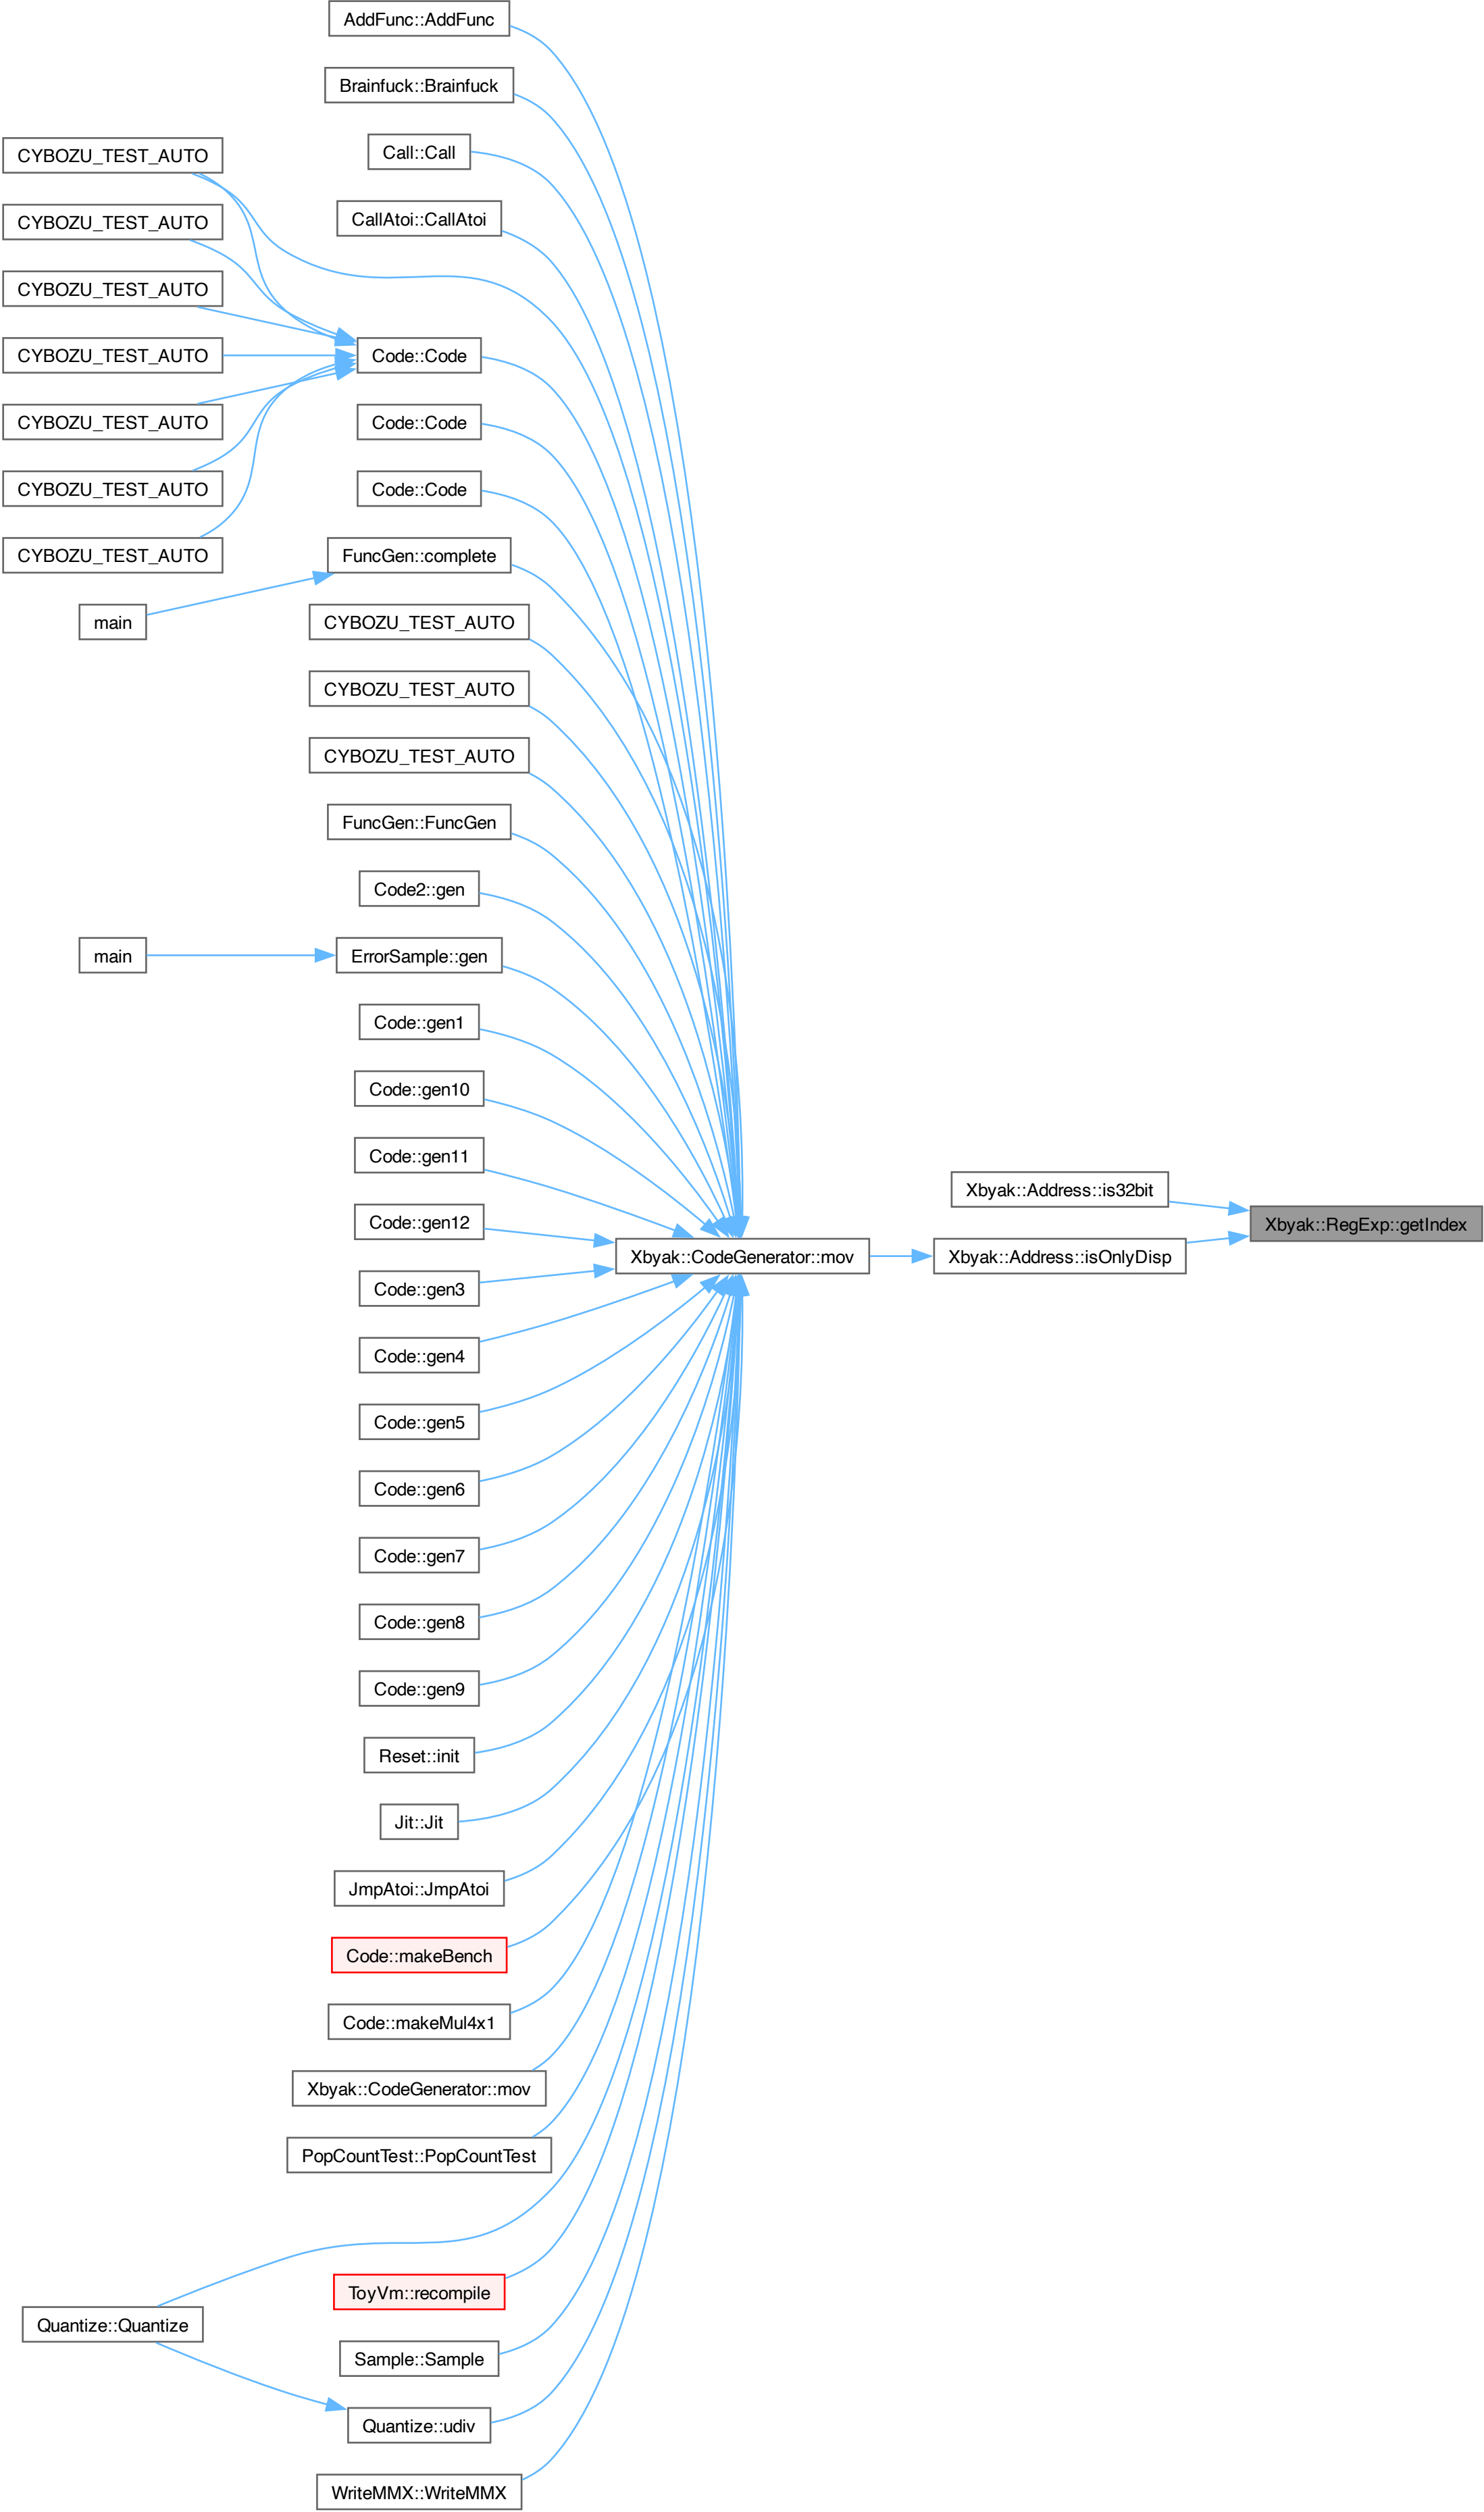 AddFunc::AddFunc
Brainfuck::Brainfuck
Call::Call
CYBOZU_TEST_AUTO
CallAtoi::CallAtoi
CYBOZU_TEST_AUTO
CYBOZU_TEST_AUTO
CYBOZU_TEST_AUTO
Code::Code
CYBOZU_TEST_AUTO
Code::Code
CYBOZU_TEST_AUTO
Code::Code
CYBOZU_TEST_AUTO
FuncGen::complete
main
CYBOZU_TEST_AUTO
CYBOZU_TEST_AUTO
CYBOZU_TEST_AUTO
FuncGen::FuncGen
Code2::gen
main
ErrorSample::gen
Code::gen1
Code::gen10
Code::gen11
Xbyak::Address::is32bit
Code::gen12
Xbyak::RegExp::getIndex
Xbyak::CodeGenerator::mov
Xbyak::Address::isOnlyDisp
Code::gen3
Code::gen4
Code::gen5
Code::gen6
Code::gen7
Code::gen8
Code::gen9
Reset::init
Jit::Jit
JmpAtoi::JmpAtoi
Code::makeBench
Code::makeMul4x1
Xbyak::CodeGenerator::mov
PopCountTest::PopCountTest
ToyVm::recompile
Quantize::Quantize
Sample::Sample
Quantize::udiv
WriteMMX::WriteMMX